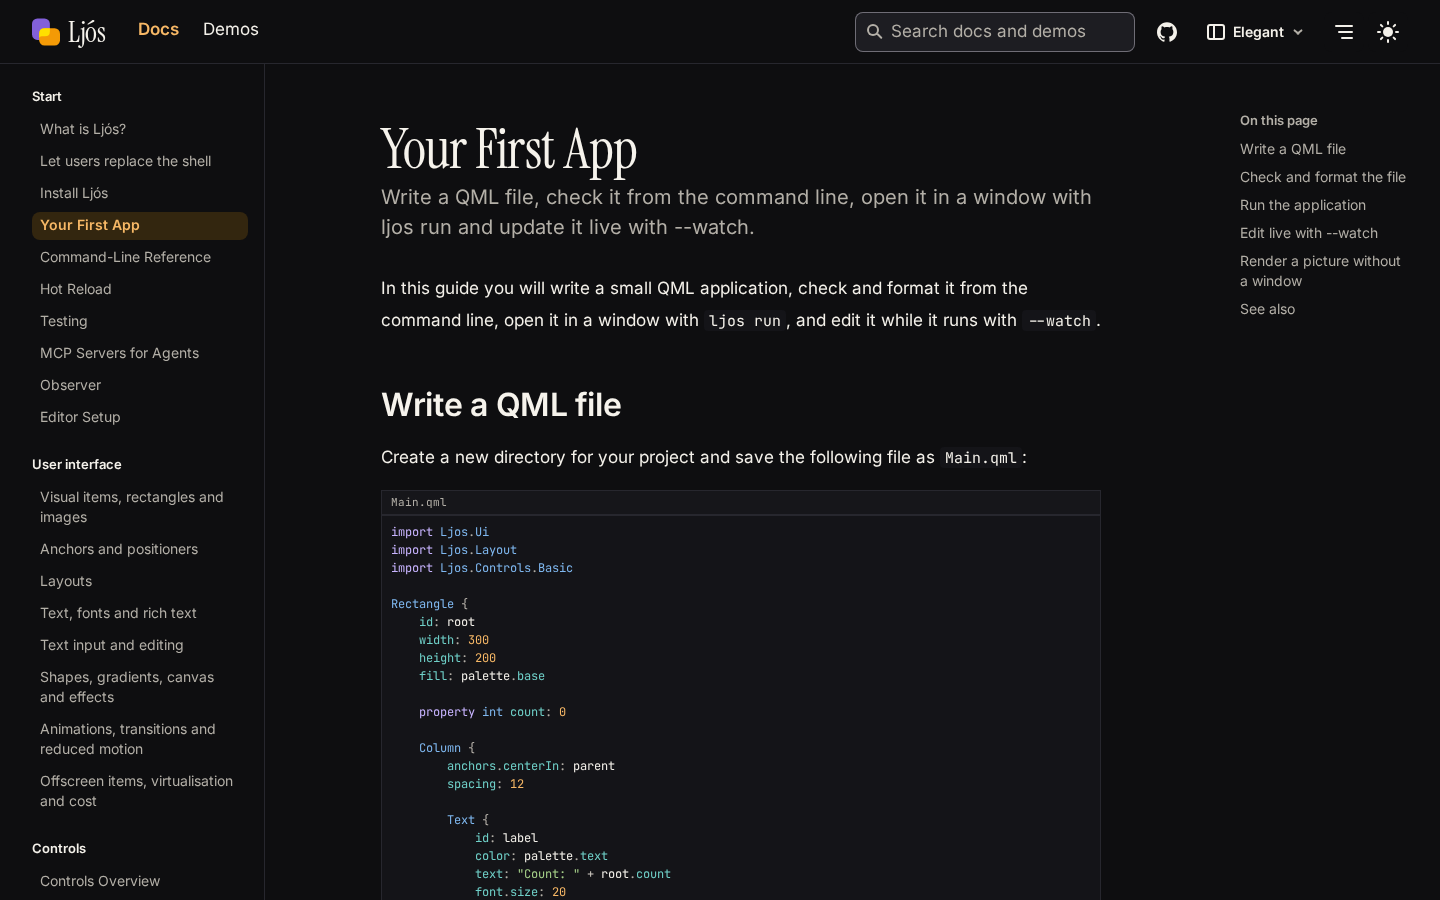 Ljós
Docs
Demos
Search docs and demos
Elegant
Start
What is Ljós?
Let users replace the shell
Install Ljós
Your First App
Command-Line Reference
Hot Reload
Testing
MCP Servers for Agents
Observer
Editor Setup
User interface
Visual items, rectangles and
images
Anchors and positioners
Layouts
Text, fonts and rich text
Text input and editing
Shapes, gradients, canvas
and effects
Animations, transitions and
reduced motion
Offscreen items, virtualisation
and cost
Controls
Controls Overview
Your First App
Write a QML file, check it from the command line, open it in a window with
ljos run and update it live with --watch.
In this guide you will write a small QML application, check and format it from the
command line, open it in a window with ljos run, and edit it while it runs with --watch.
Write a QML file
Create a new directory for your project and save the following file as Main.qml:
Main.qml
import Ljos.Ui
import Ljos.Layout
import Ljos.Controls.Basic
Rectangle {
    id: root
    width: 300
    height: 200
    fill: palette.base
    property int count: 0
    Column {
        anchors.centerIn: parent
        spacing: 12
        Text {
            id: label
            color: palette.text
            text: "Count: " + root.count
            font.size: 20
On this page
Write a QML file
Check and format the file
Run the application
Edit live with --watch
Render a picture without
a window
See also